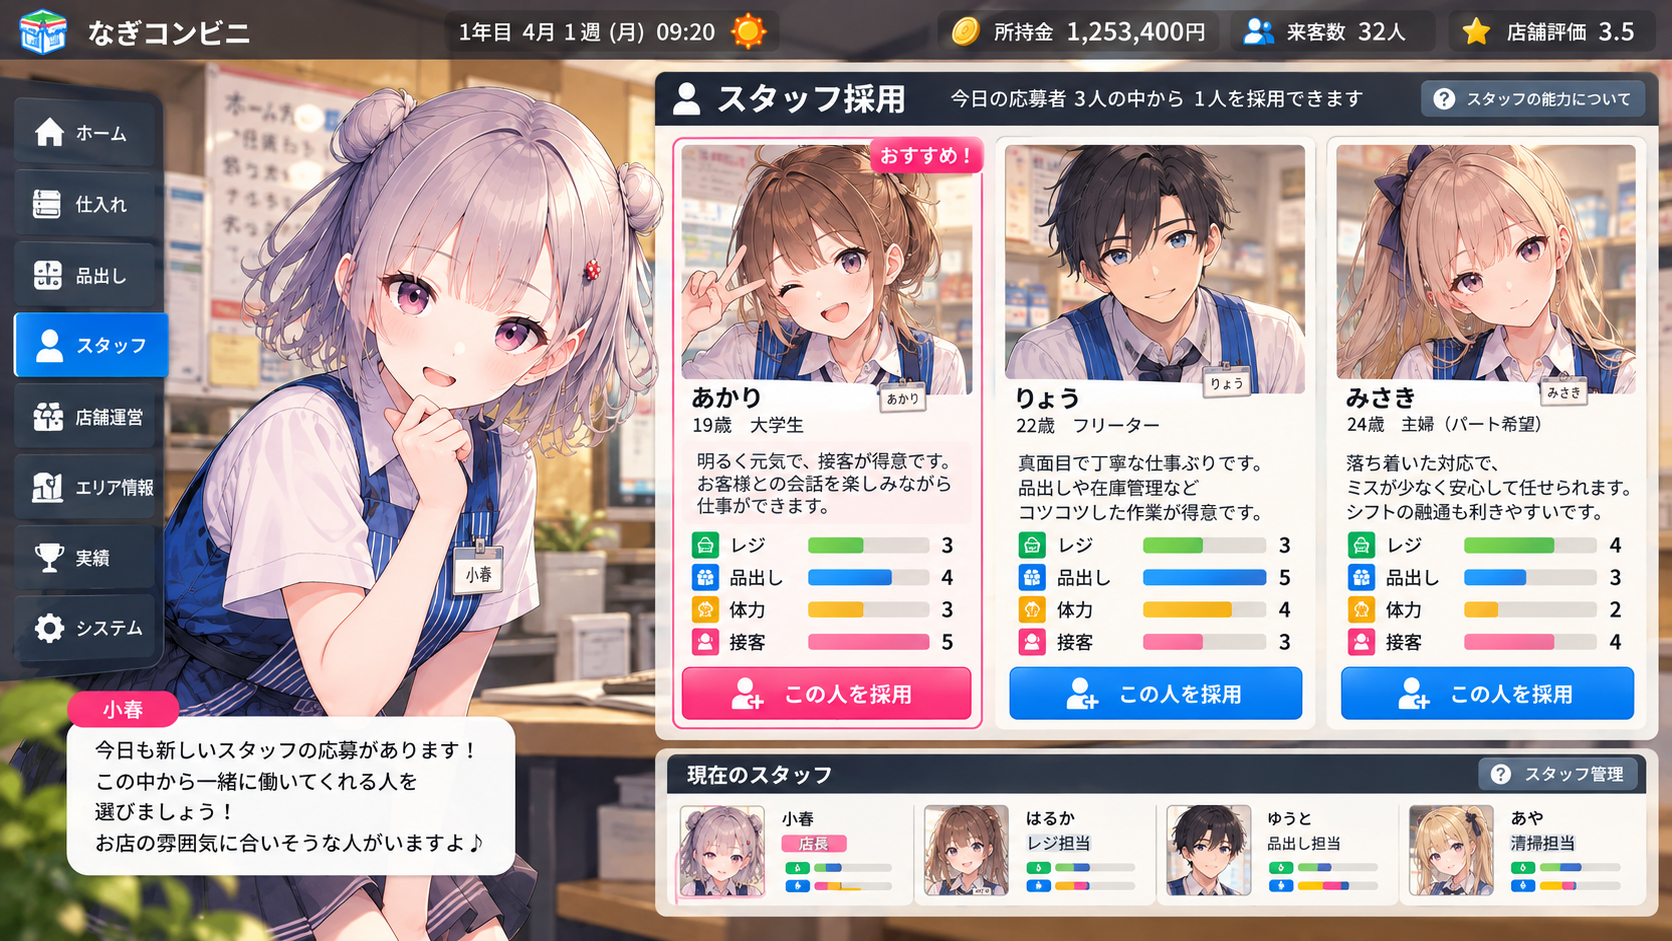 なぎコンビニ
1年目 4月 1週 (月) 09:20
所持金 1,253,400円
来客数 32人
店舗評価 3.5
ホーム
仕入れ
品出し
スタッフ
店舗運営
エリア情報
実績
システム
小春
小春
今日も新しいスタッフの応募があります！
この中から一緒に働いてくれる人を
選びましょう！
お店の雰囲気に合いそうな人がいますよ♪
スタッフ採用
今日の応募者 3人の中から 1人を採用できます
? スタッフの能力について
おすすめ！
あかり
あかり
19歳 大学生
明るく元気で、接客が得意です。
お客様との会話を楽しみながら
仕事ができます。
レジ 3
品出し 4
体力 3
接客 5
この人を採用
りょう
りょう
22歳 フリーター
真面目で丁寧な仕事ぶりです。
品出しや在庫管理など
コツコツした作業が得意です。
レジ 3
品出し 5
体力 4
接客 3
この人を採用
みさき
みさき
24歳 主婦（パート希望）
落ち着いた対応で、
ミスが少なく安心して任せられます。
シフトの融通も利きやすいです。
レジ 4
品出し 3
体力 2
接客 4
この人を採用
現在のスタッフ
? スタッフ管理
小春
店長
はるか
レジ担当
ゆうと
品出し担当
あや
清掃担当